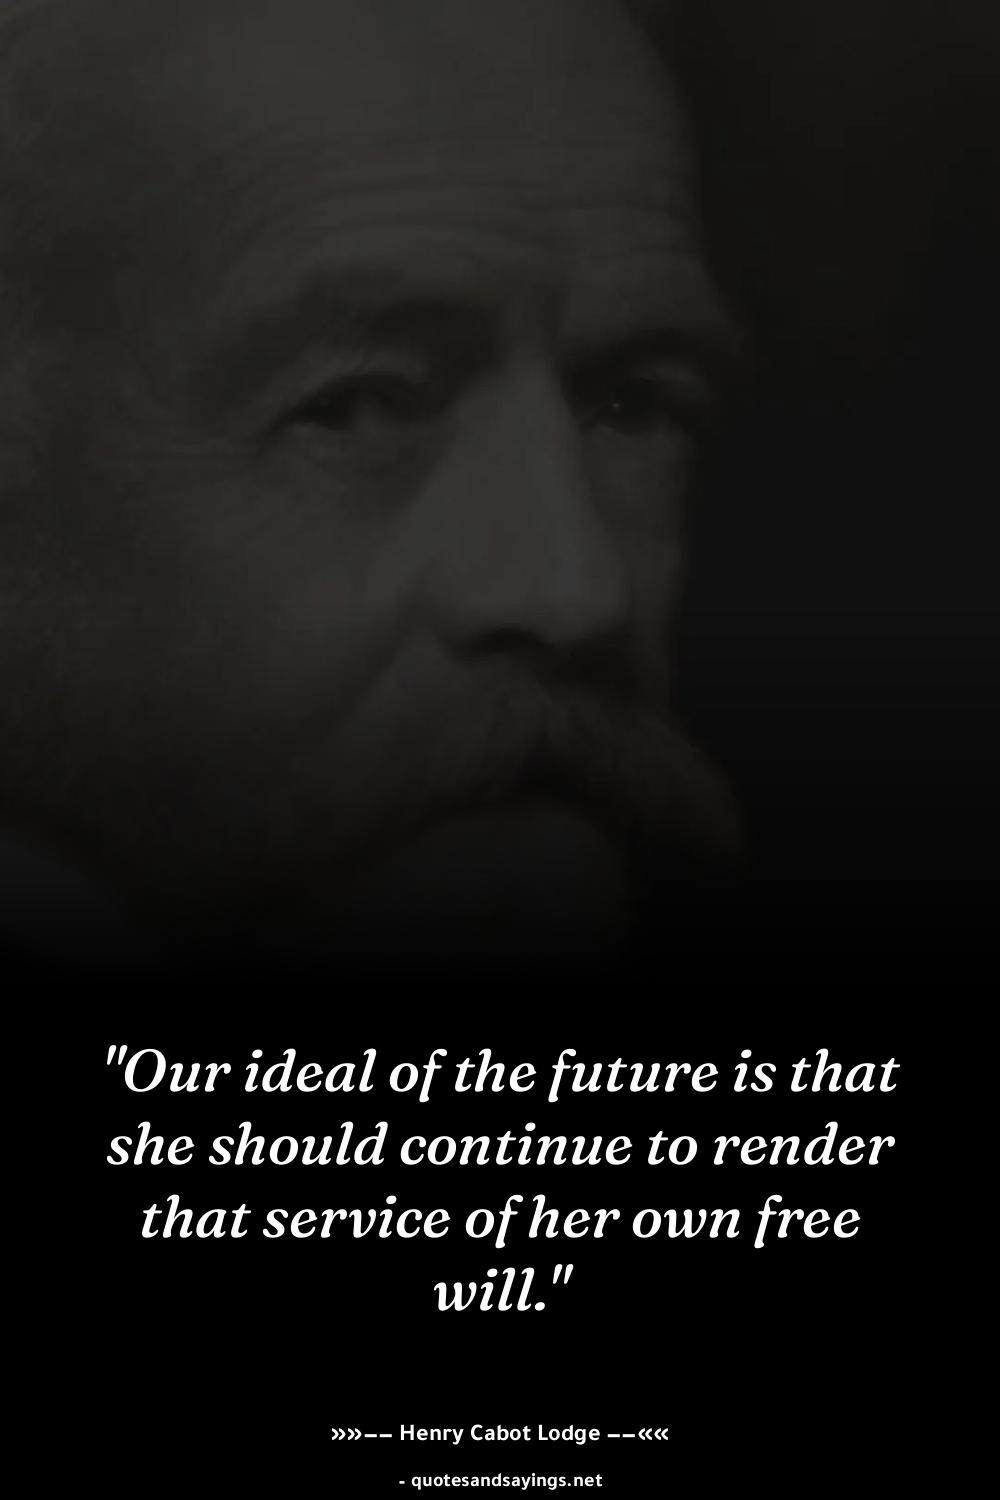 "Our ideal of the future is that
she should continue to render
that service of her own free
will."
»»–– Henry Cabot Lodge ––««
- quotesandsayings.net